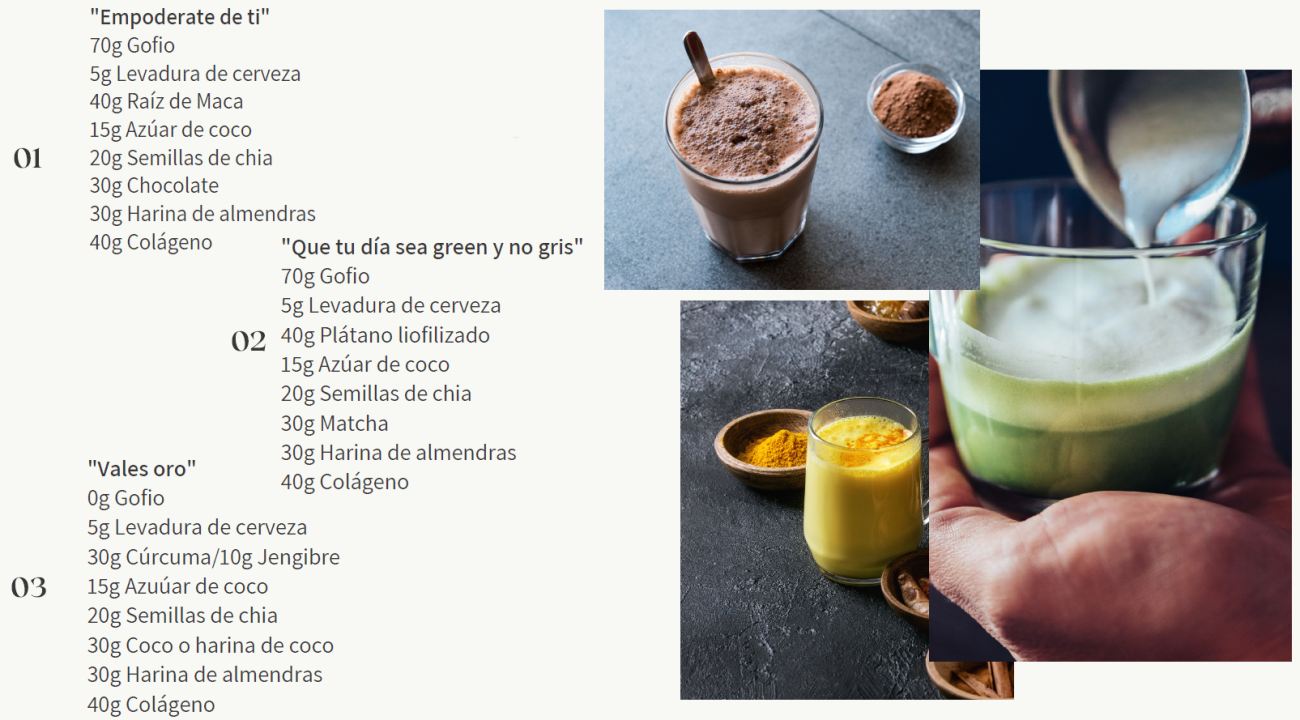 "Empoderate de ti"
70g Gofio
5g Levadura de cerveza
40g Raíz de Maca
15g Azúar de coco
01
20g Semillas de chia
30g Chocolate
30g Harina de almendras
40g Colágeno
"Que tu día sea green y no gris"
70g Gofio
5g Levadura de cerveza
02
40g Plátano liofilizado
15g Azúar de coco
20g Semillas de chia
30g Matcha
30g Harina de almendras
40g Colágeno
"Vales oro"
0g Gofio
5g Levadura de cerveza
30g Cúrcuma/10g Jengibre
03
15g Azuúar de coco
20g Semillas de chia
30g Coco o harina de coco
30g Harina de almendras
40g Colágeno